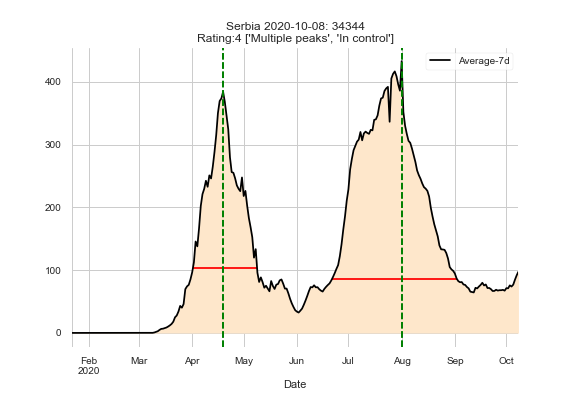 Serbia 2020-10-08: 34344
Rating:4 ['Multiple peaks', 'In control']
Average-7d
400
300
200
100
0
Feb Mar Apr May Jun Jul Aug Sep Oct
2020
Date